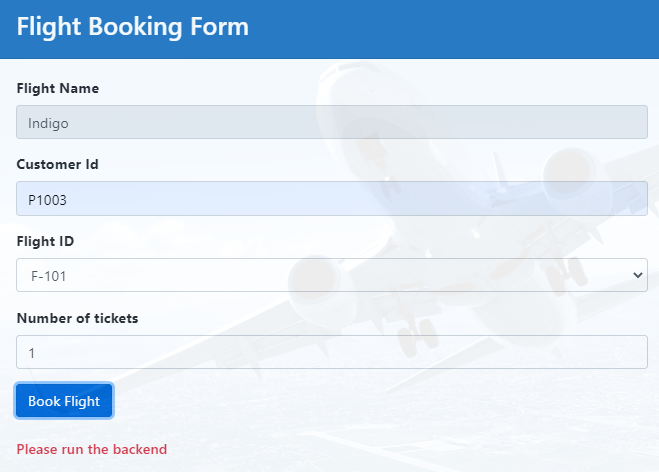 Flight Booking Form
Flight Name
Indigo
Customer Id
P1003
Flight ID
F-101
Number of tickets
1
Book Flight
Please run the backend